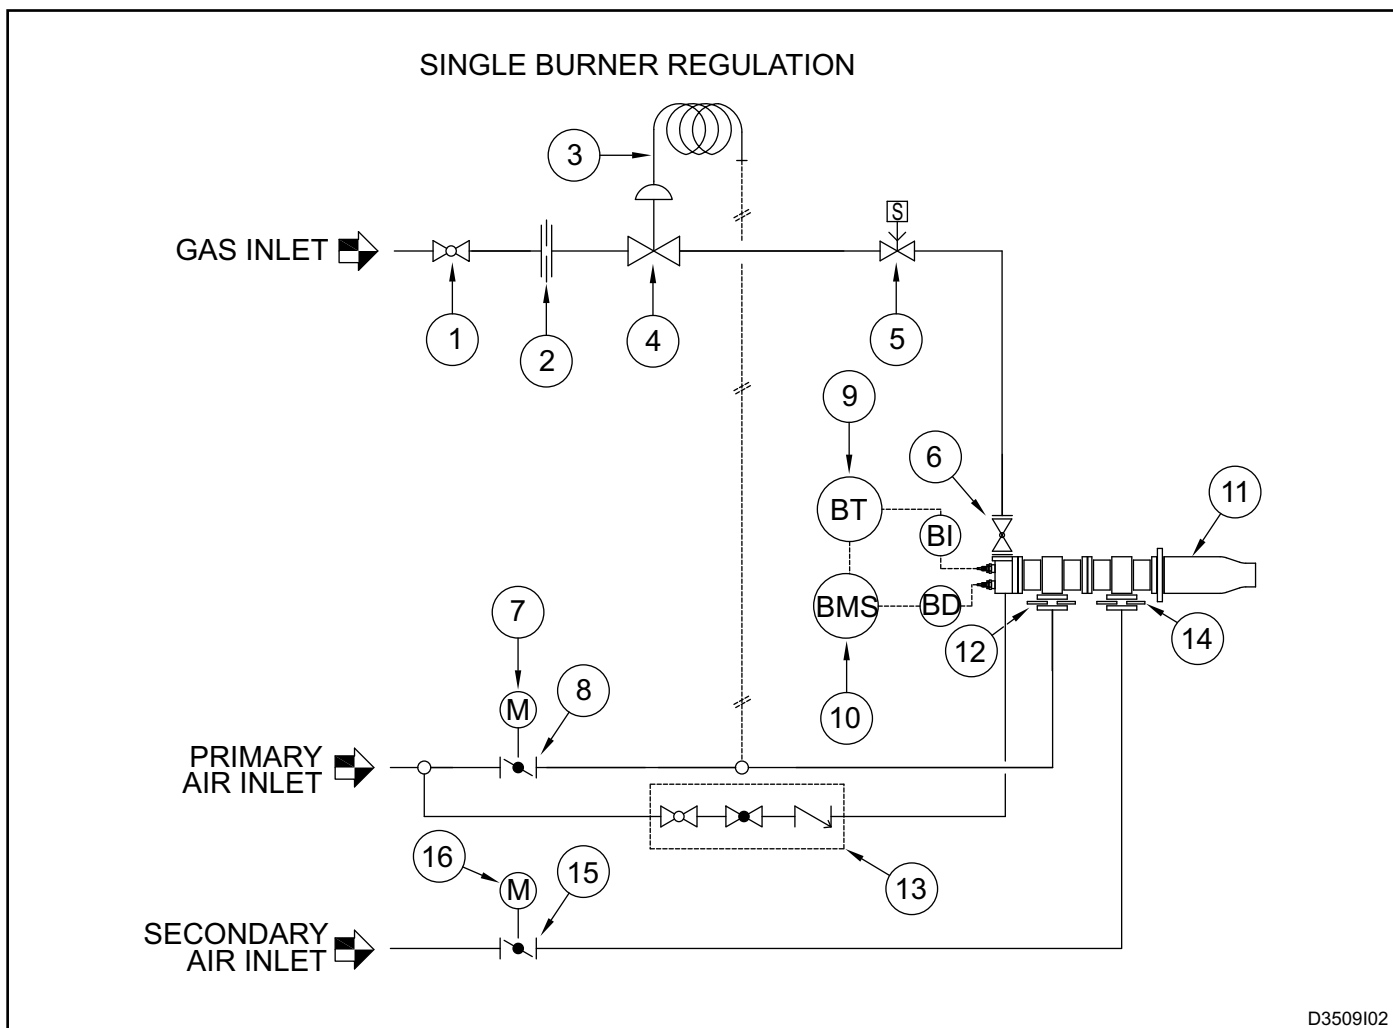 SINGLE BURNER REGULATION
3
S
GAS INLET
1
2
4
5
9
6
11
BT
BI
BMS
BD
7
12
14
8
M
10
PRIMARY
AIR INLET
16
15
13
M
SECONDARY
AIR INLET
D3509I02